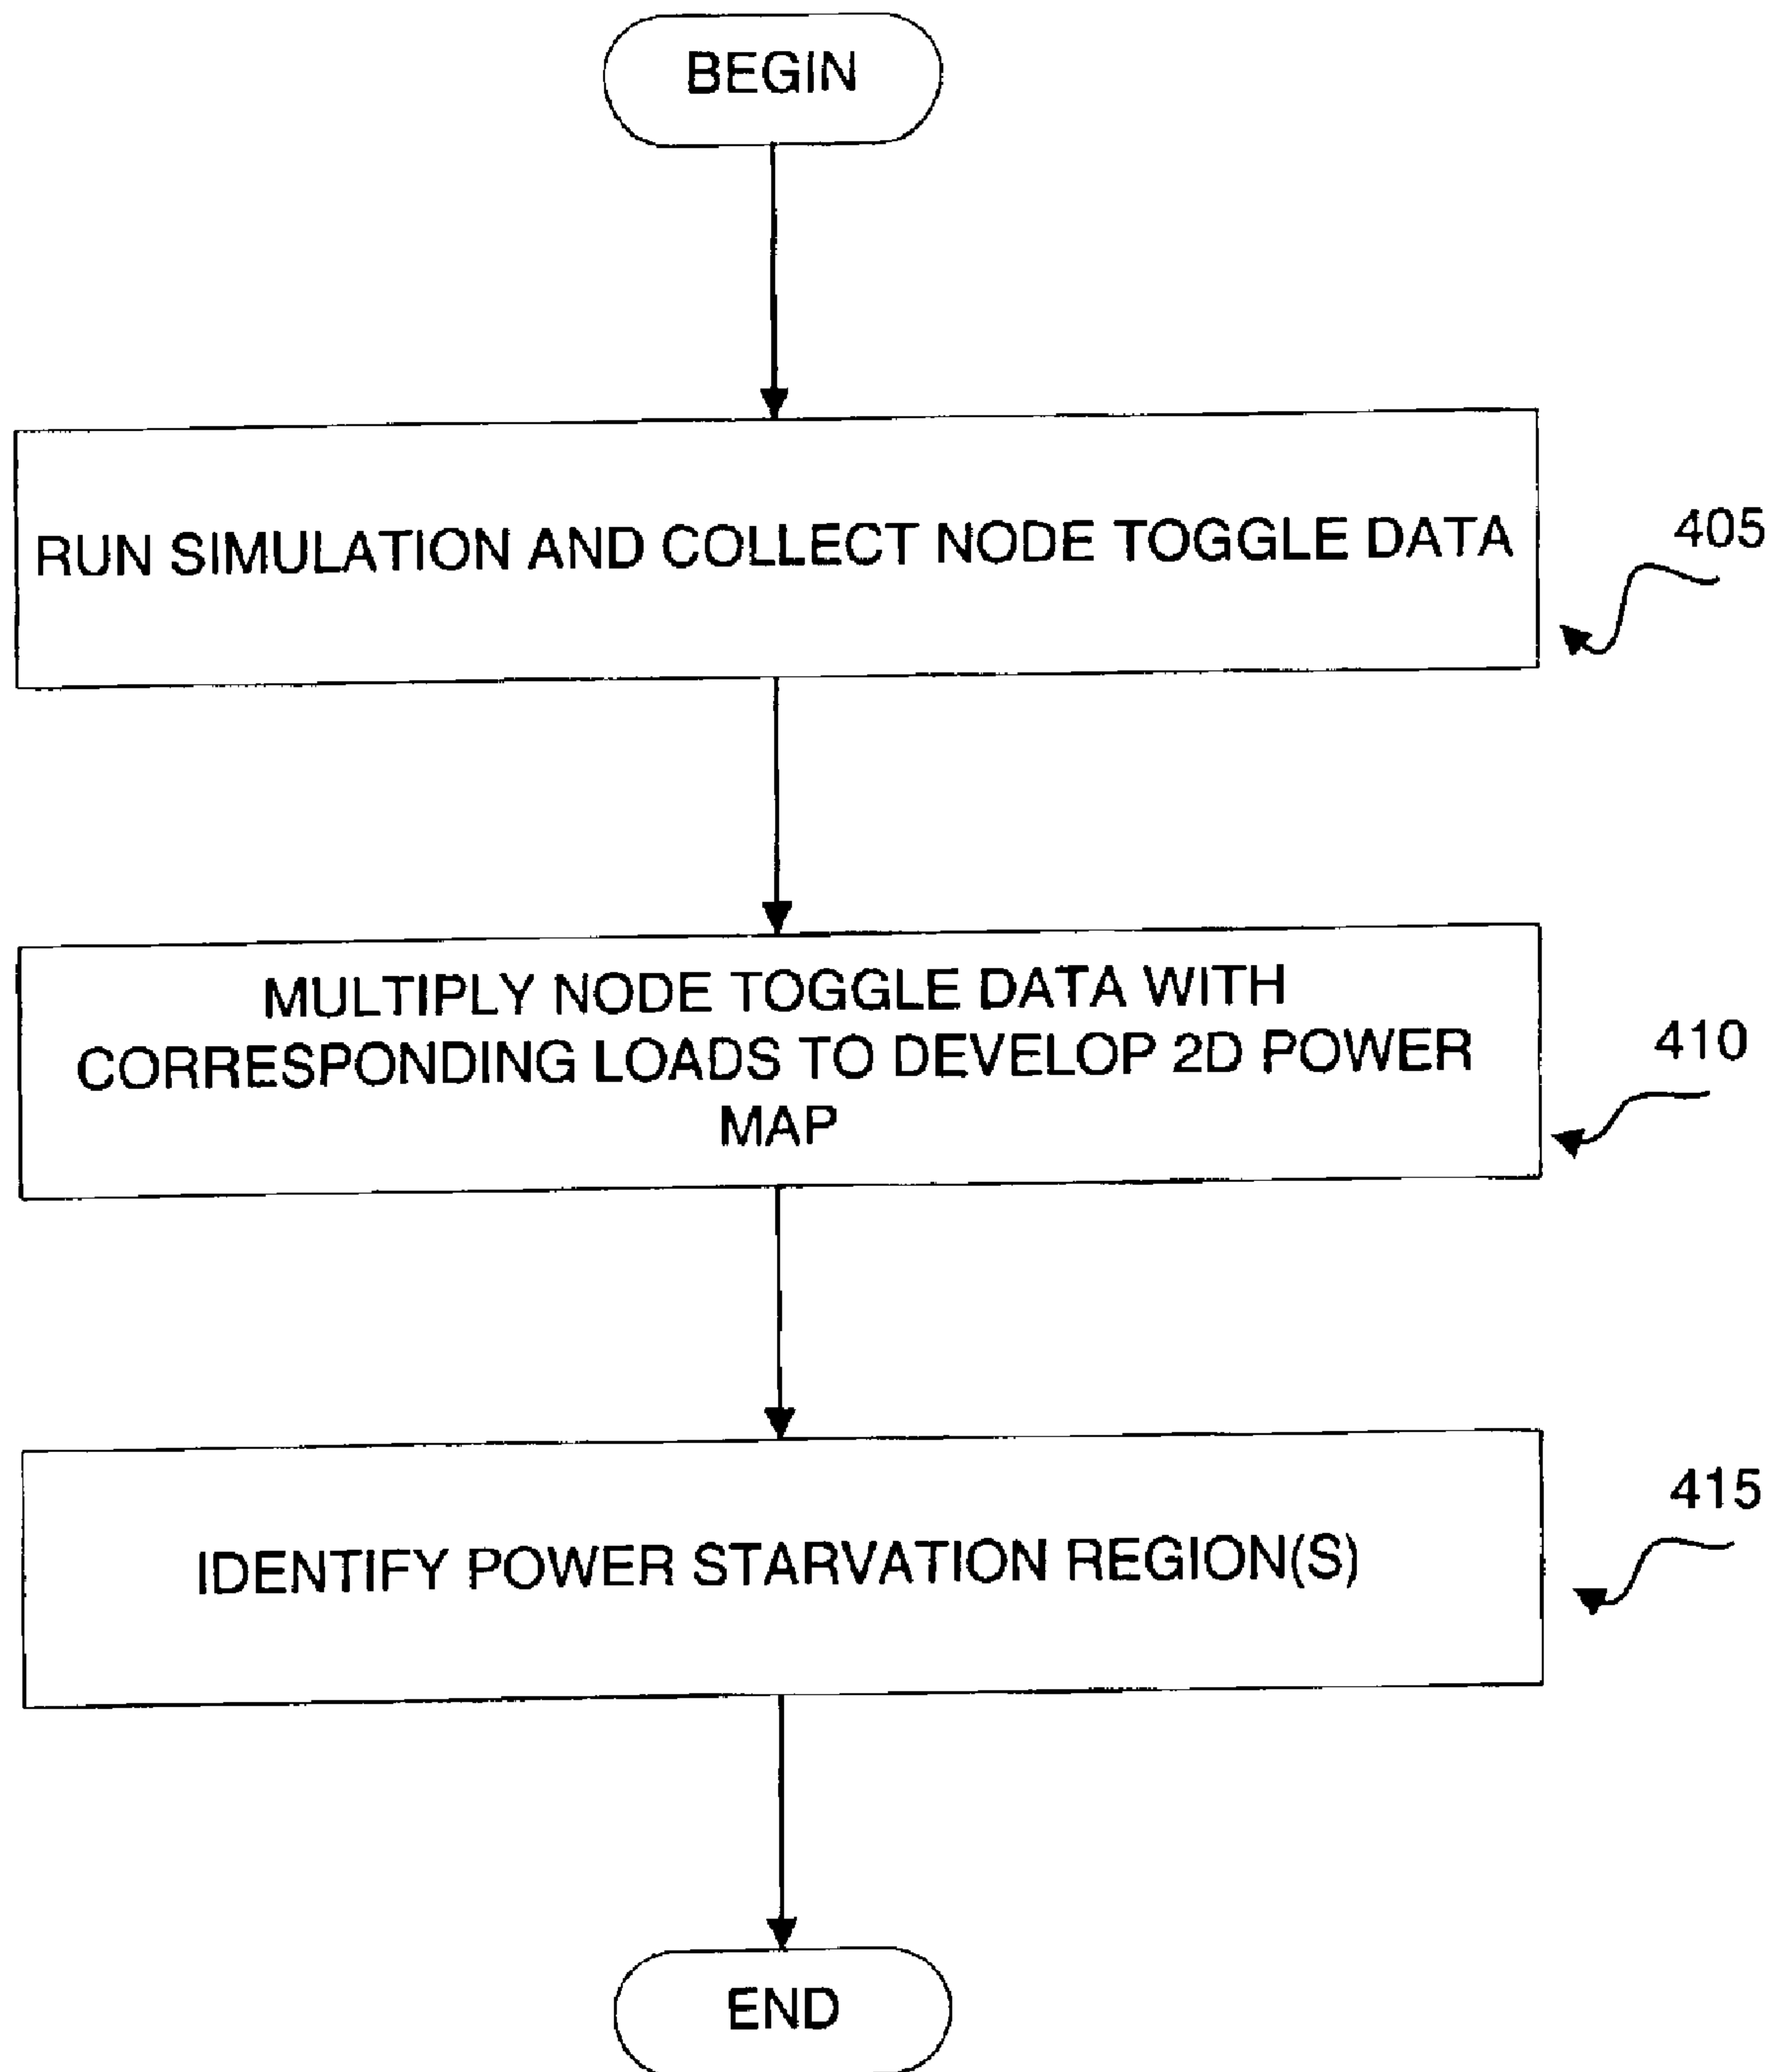 BEGIN
RUN SIMULATION AND COLLECT NODE TOGGLE DATA
405
MULTIPLY NODE TOGGLE DATA WITH
CORRESPONDING LOADS TO DEVELOP 2D POWER
MAP
410
IDENTIFY POWER STARVATION REGION(S)
415
END